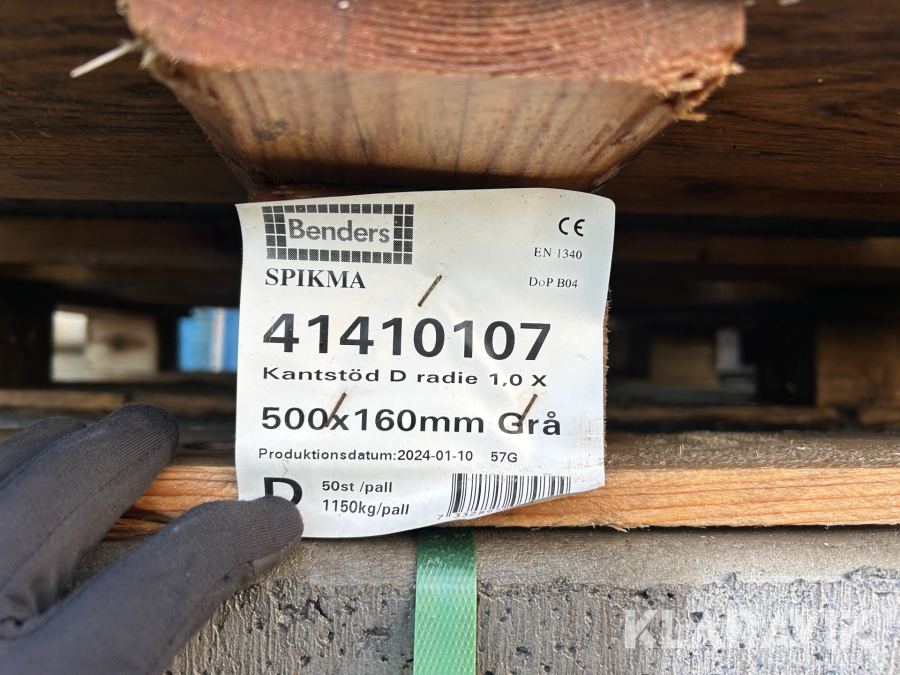 Benders
CE
EN 1340
SPIKMA
DoP B04
41410107
Kantstöd D radie 1,0 X
500x160mm Grå
Produktionsdatum:2024-01-10 57G
D
50st /pall
1150kg/pall
KLARAVIK